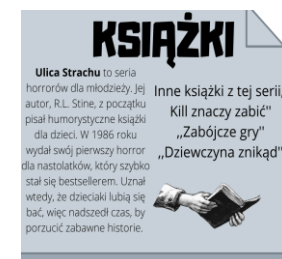 KSIĄŻKI
Ulica Strachu to seria
horrorów dla młodzieży. Jej
autor, R.L. Stine, z początku
pisał humorystyczne książki
dla dzieci. W 1986 roku
wydał swój pierwszy horror
dla nastolatków, który szybko
stał się bestsellerem. Uznał
wtedy, że dzieciaki lubią się
bać, więc nadszedł czas, by
porzucić zabawne historie.
Inne książki z tej serii,
Kill znaczy zabić"
,,Zabójcze gry"
,,Dziewczyna znikąd"